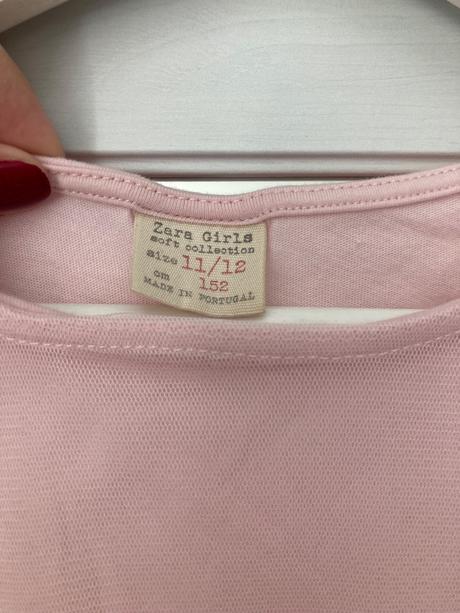 Zara Girls
soft collection
size 11/12
cm 152
MADE IN PORTUGAL